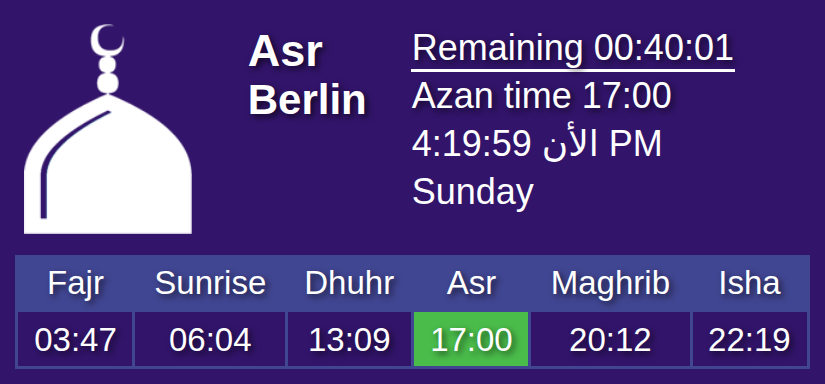 Asr
Berlin
Remaining 00:40:01
Azan time 17:00
4:19:59 الأن PM
Sunday
Fajr Sunrise Dhuhr Asr Maghrib Isha
03:47 06:04 13:09 17:00 20:12 22:19